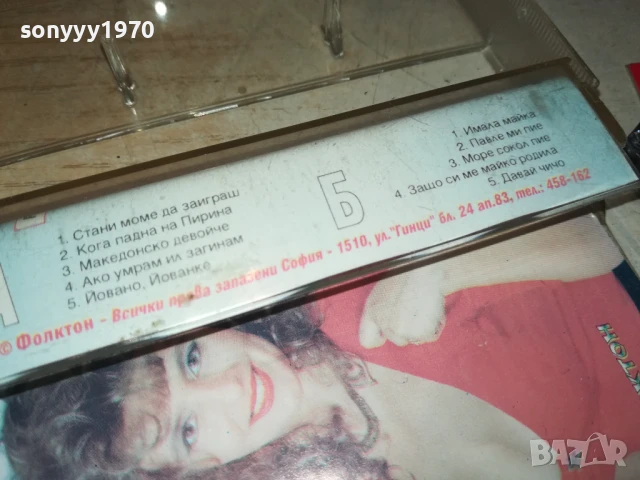 sonyyy1970
1. Стани моме да заиграш
2. Кога падна на Пирина
3. Македонско девойче
4. Ако умрам ил загинам
5. Йовано, Йованке
Б
1. Имала майка
2. Павле ми пие
3. Море сокол пие
4. Защо си ме майко родила
5. Давай чичо
© Фолктон - Всички права запазени София - 1510, ул."Гинци" бл. 24 ап.83, тел.: 458-162
КТОН
BAZAR